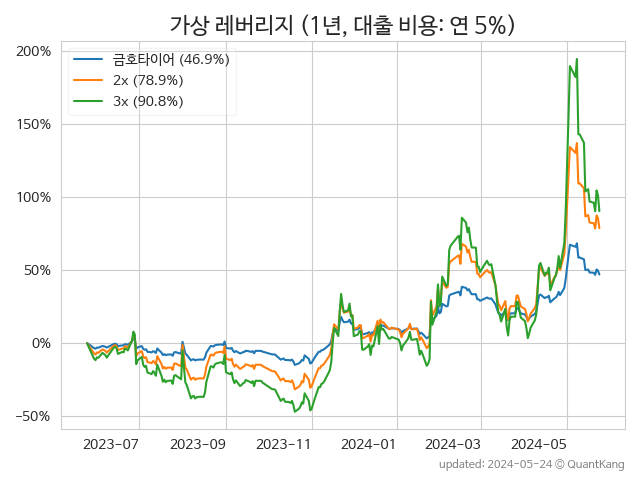 가상 레버리지 (1년, 대출 비용: 연 5%)
금호타이어 (46.9%)
2x (78.9%)
3x (90.8%)
200%
150%
100%
50%
0%
−50%
2023-07 2023-09 2023-11 2024-01 2024-03 2024-05
updated: 2024-05-24 © QuantKang